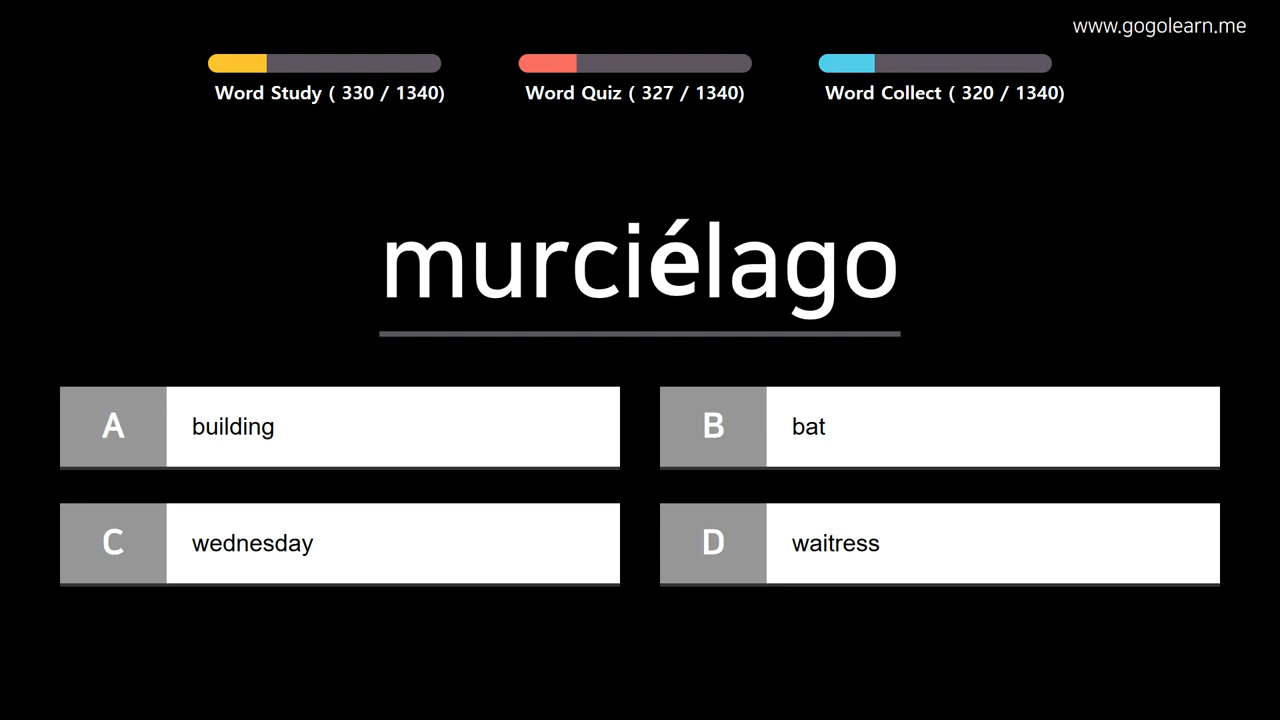 www.gogolearn.me
Word Study ( 330 / 1340)
Word Quiz ( 327 / 1340)
Word Collect ( 320 / 1340)
murciélago
A building
B bat
C wednesday
D waitress